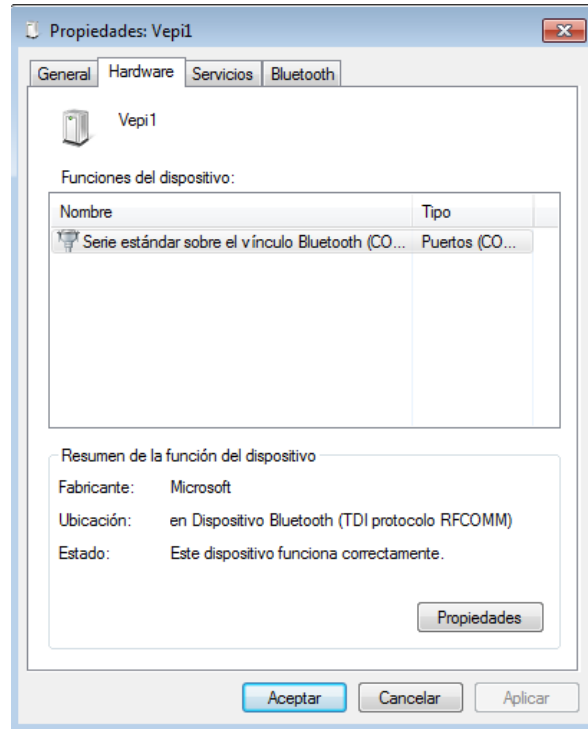 Propiedades: Vepi1
General Hardware Servicios Bluetooth
Vepi1
Funciones del dispositivo:
Nombre Tipo
Serie estándar sobre el vínculo Bluetooth (CO... Puertos (CO...
Resumen de la función del dispositivo
Fabricante: Microsoft
Ubicación: en Dispositivo Bluetooth (TDI protocolo RFCOMM)
Estado: Este dispositivo funciona correctamente.
Propiedades
Aceptar Cancelar Aplicar